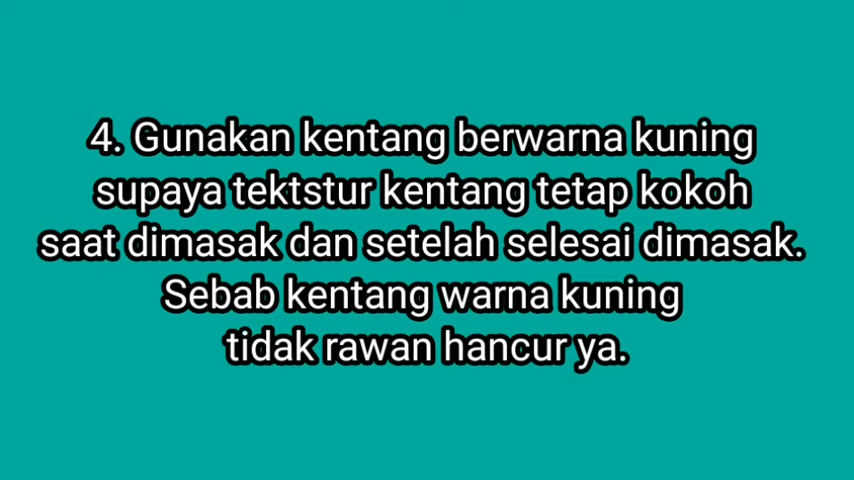 4. Gunakan kentang berwarna kuning
supaya tektstur kentang tetap kokoh
saat dimasak dan setelah selesai dimasak.
Sebab kentang warna kuning
tidak rawan hancur ya.